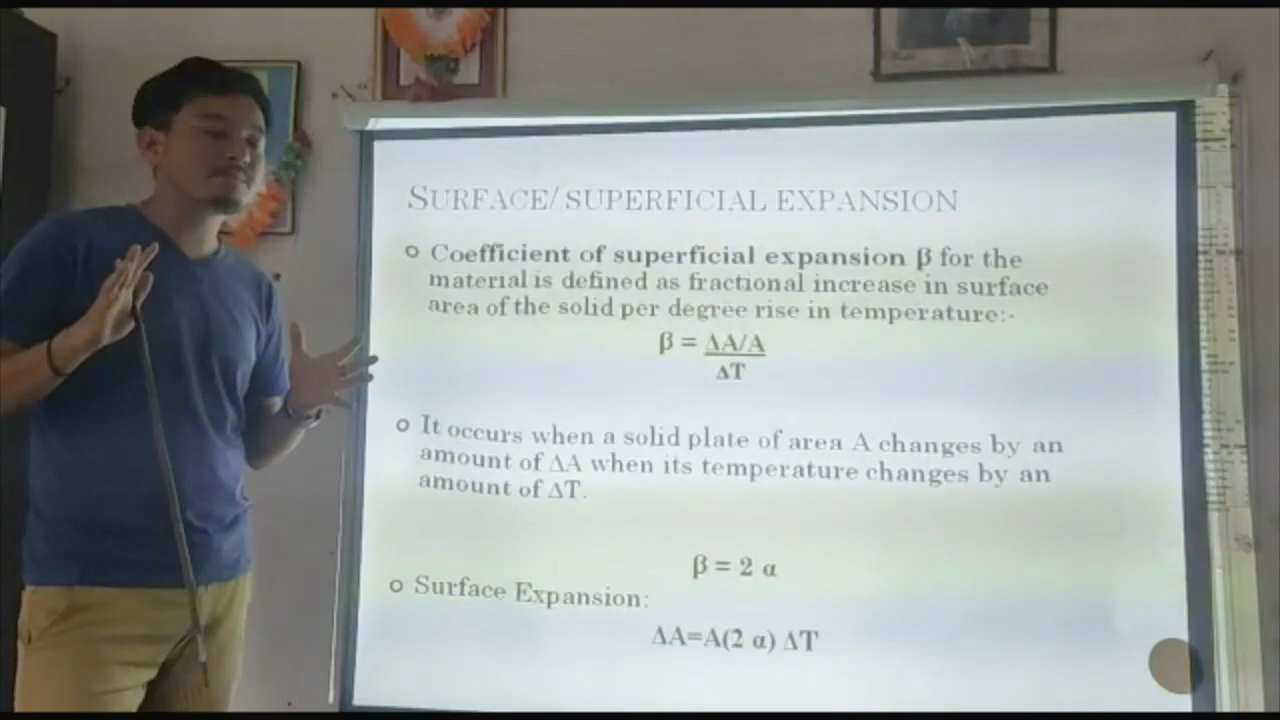 SURFACE/ SUPERFICIAL EXPANSION
Coefficient of superficial expansion β for the
material is defined as fractional increase in surface
area of the solid per degree rise in temperature:-
β = ΔA/A
ΔT
It occurs when a solid plate of area A changes by an
amount of ΔA when its temperature changes by an
amount of ΔT.
β = 2 α
Surface Expansion:
ΔA=A(2 α) ΔT